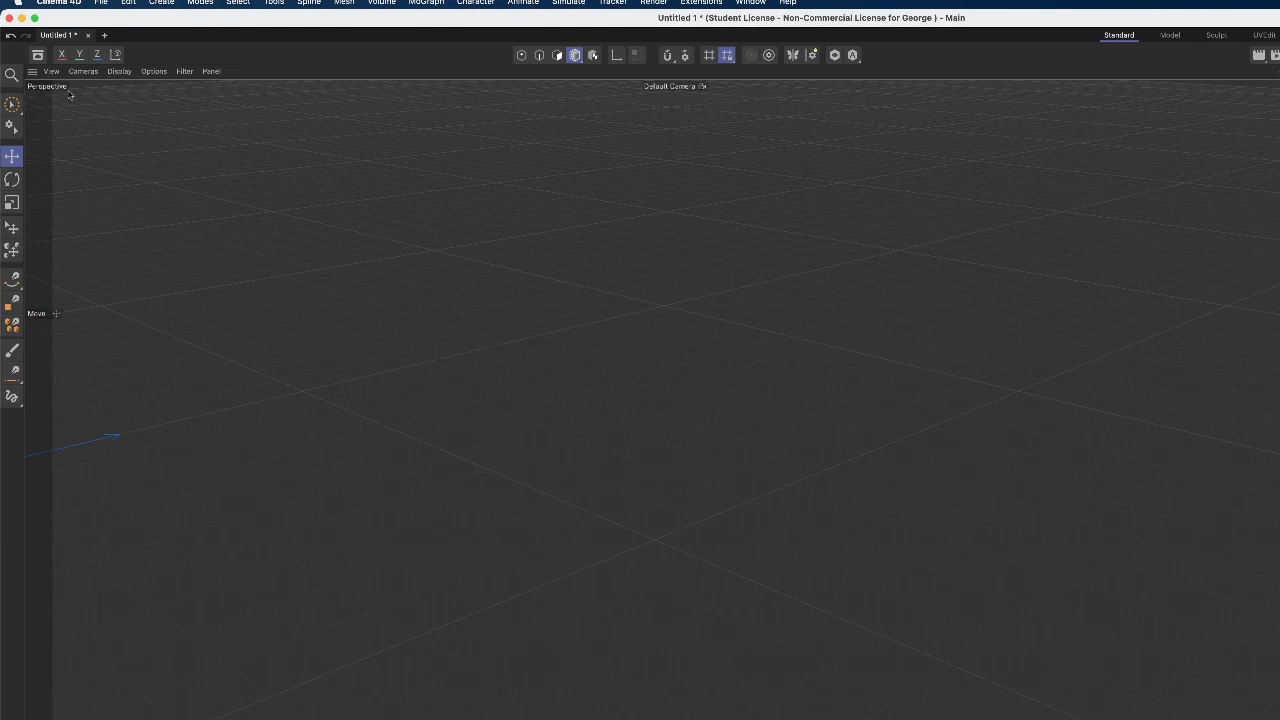 Cinema 4D File Edit Create Modes Select Tools Spline Mesh Volume MoGraph Character Animate Simulate Tracker Render Extensions Window Help
Untitled 1 * (Student License - Non-Commercial License for George ) - Main
Untitled 1 * × + Standard Model Sculpt UVEdit
X Y Z
View Cameras Display Options Filter Panel
Perspective Default Camera
Move